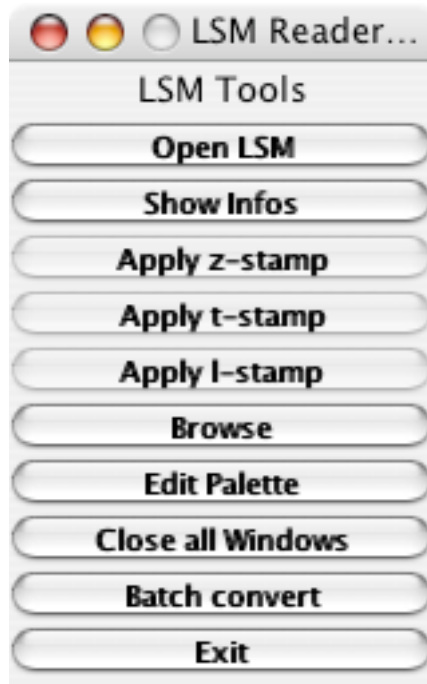 LSM Reader...
LSM Tools
Open LSM
Show Infos
Apply z-stamp
Apply t-stamp
Apply l-stamp
Browse
Edit Palette
Close all Windows
Batch convert
Exit